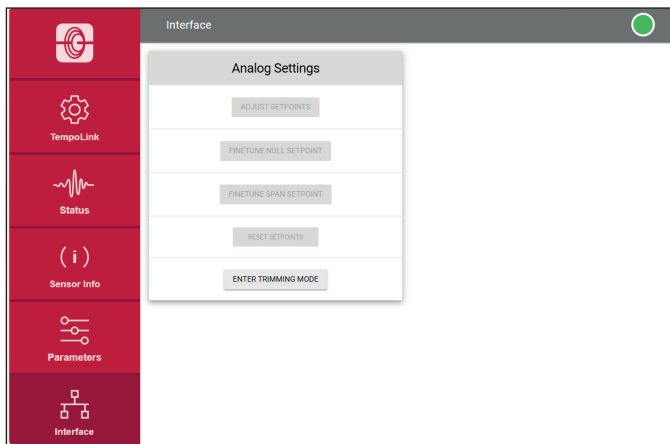 Interface
Analog Settings
ADJUST SETPOINTS
FINETUNE NULL SETPOINT
FINETUNE SPAN SETPOINT
RESET SETPOINTS
ENTER TRIMMING MODE
TempoLink
Status
(i)
Sensor Info
Parameters
Interface